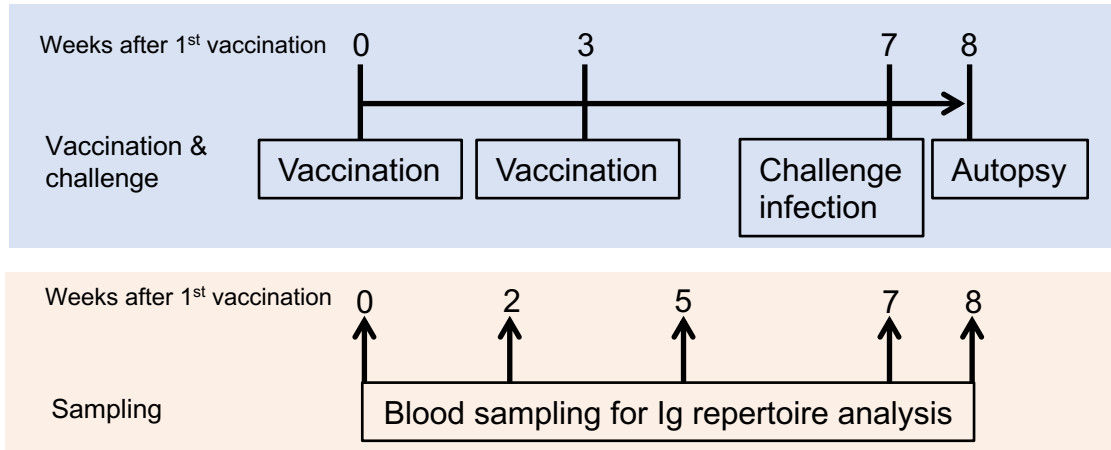 Weeks after 1st vaccination 0 3 7 8
Vaccination &
challenge
Vaccination Vaccination Challenge
infection Autopsy
Weeks after 1st vaccination 0 2 5 7 8
Sampling Blood sampling for Ig repertoire analysis